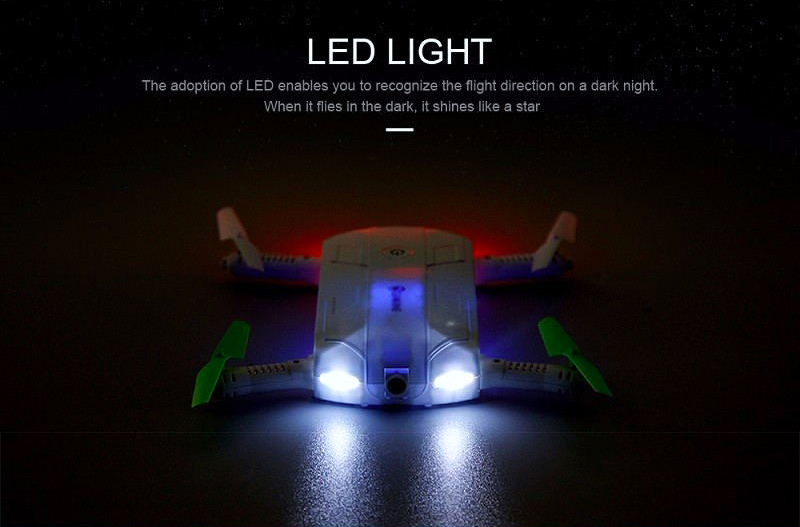 LED LIGHT
The adoption of LED enables you to recognize the flight direction on a dark night.
When it flies in the dark, it shines like a star